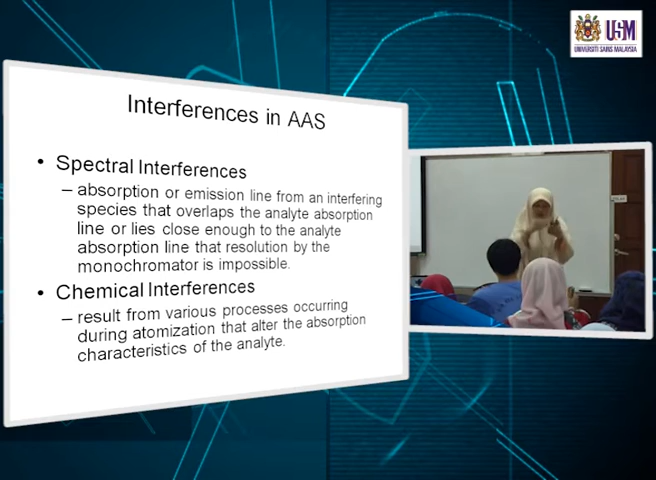 USM
UNIVERSITI SAINS MALAYSIA
Interferences in AAS
• Spectral Interferences
– absorption or emission line from an interfering
species that overlaps the analyte absorption
line or lies close enough to the analyte
absorption line that resolution by the
monochromator is impossible.
• Chemical Interferences
– result from various processes occurring
during atomization that alter the absorption
characteristics of the analyte.